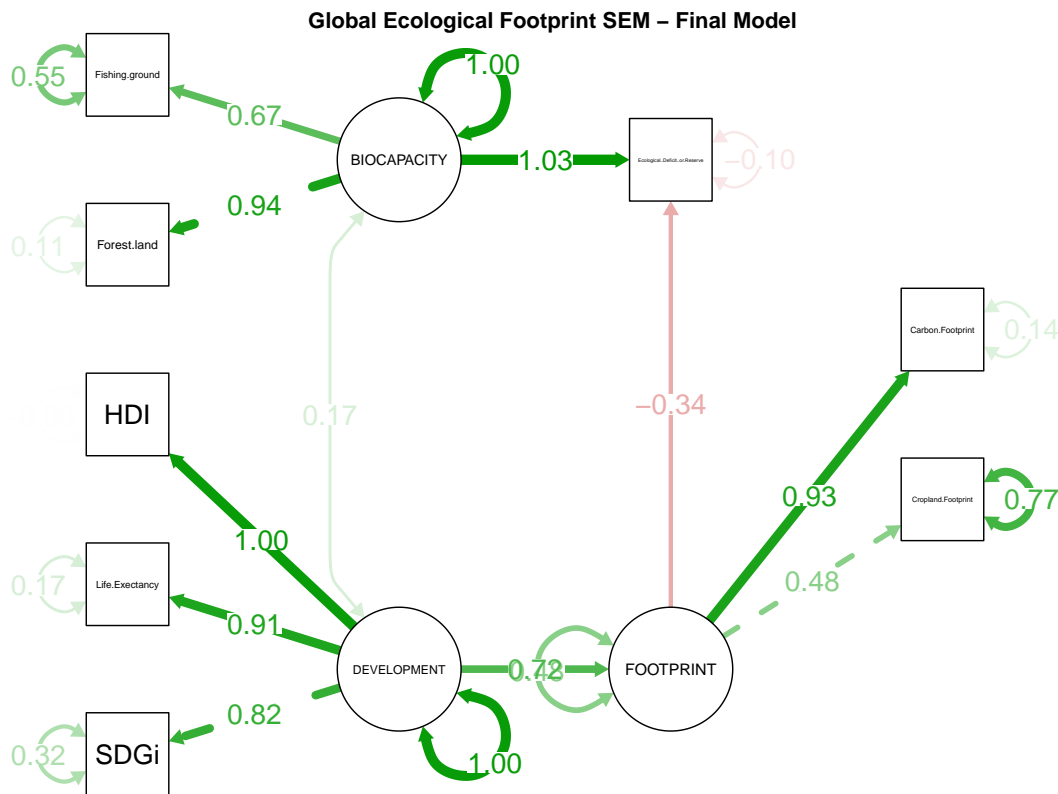 Global Ecological Footprint SEM – Final Model
Fishing.ground
0.55
0.67
BIOCAPACITY
1.00
1.03
Ecological..Deficit..or.Reserve
−0.10
0.94
Forest.land
0.11
Carbon.Footprint
0.14
HDI
0.17
−0.34
0.93
Cropland.Footprint
0.77
1.00
0.48
Life.Exectancy
0.17
0.91
DEVELOPMENT
0.72
0.48
FOOTPRINT
0.82
SDGi
0.32
1.00